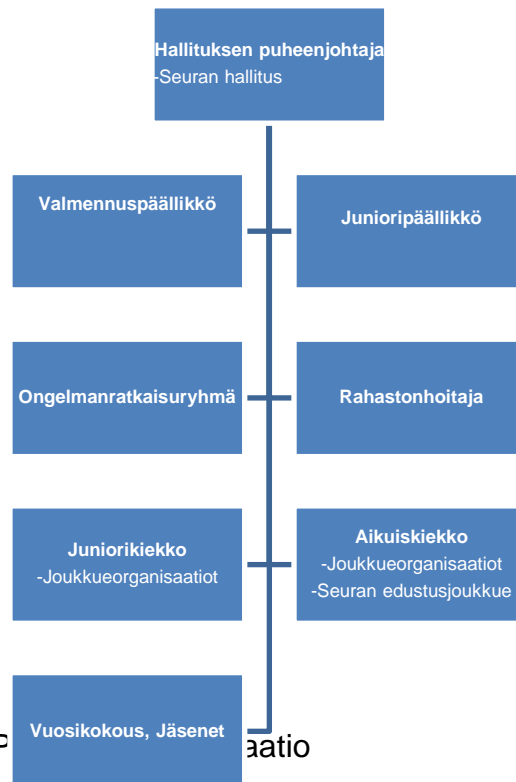 Hallituksen puheenjohtaja
-Seuran hallitus
Valmennuspäällikkö
Junioripäällikkö
Ongelmanratkaisuryhmä
Rahastonhoitaja
Juniorikiekko
-Joukkueorganisaatiot
Aikuiskiekko
-Joukkueorganisaatiot
-Seuran edustusjoukkue
Vuosikokous, Jäsenet